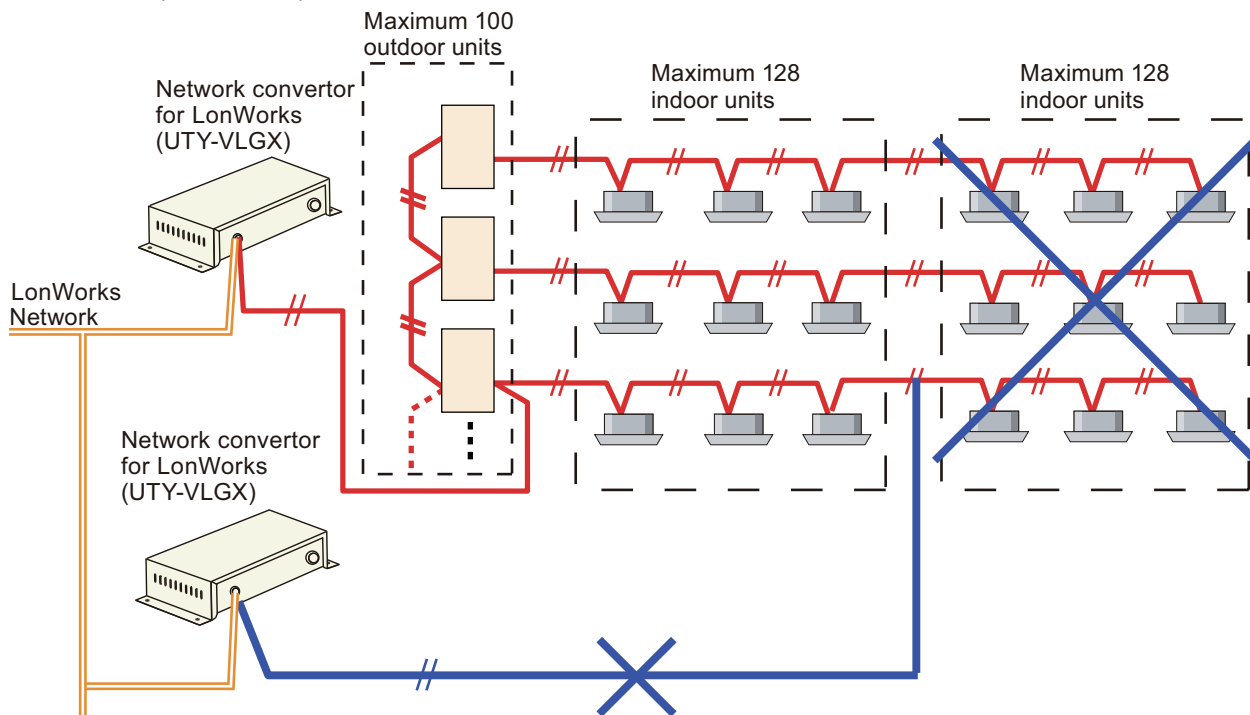 Maximum 100
outdoor units
Network convertor
for LonWorks
(UTY-VLGX)
Maximum 128
indoor units
Maximum 128
indoor units
LonWorks
Network
Network convertor
for LonWorks
(UTY-VLGX)